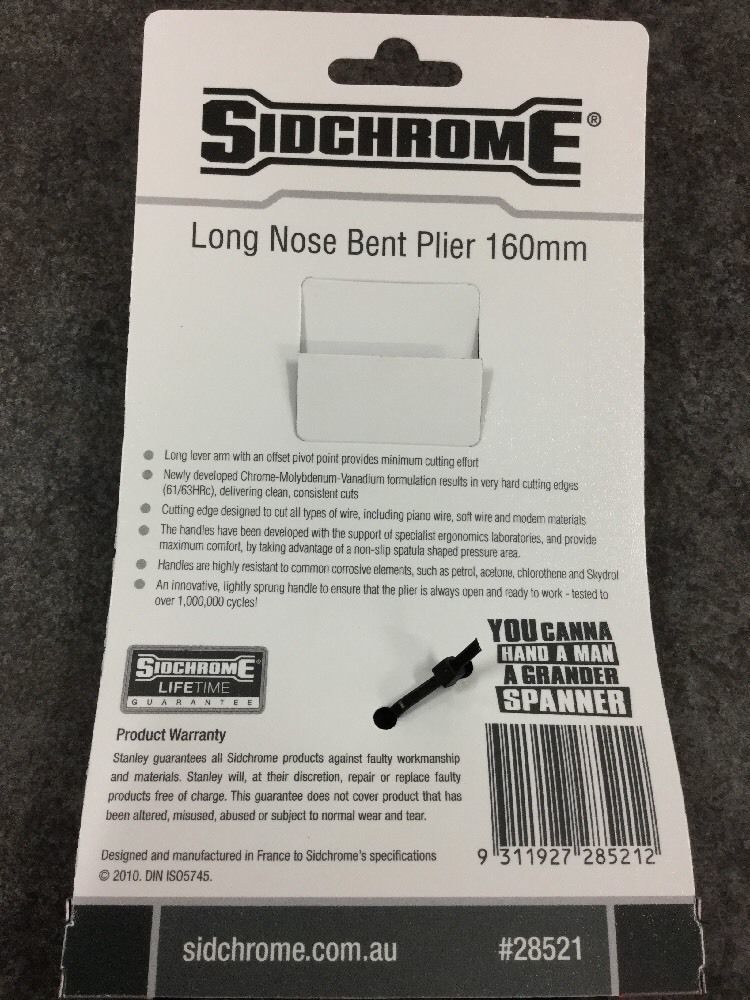 SIDCHROME®
Long Nose Bent Plier 160mm
Long lever arm with an offset pivot point provides minimum cutting effort
Newly developed Chrome-Molybdenum-Vanadium formulation results in very hard cutting edges
(61/63HRc), delivering clean, consistent cuts
Cutting edge designed to cut all types of wire, including piano wire, soft wire and modern materials
The handles have been developed with the support of specialist ergonomics laboratories, and provide
maximum comfort, by taking advantage of a non-slip spatula shaped pressure area.
Handles are highly resistant to common corrosive elements, such as petrol, acetone, chlorothene and Skydrol
An innovative, lightly sprung handle to ensure that the plier is always open and ready to work - tested to
over 1,000,000 cycles!
YOU CANNA
HAND A MAN
A GRANDER
SPANNER
SIDCHROME®
LIFETIME
GUARANTEE
Product Warranty
Stanley guarantees all Sidchrome products against faulty workmanship
and materials. Stanley will, at their discretion, repair or replace faulty
products free of charge. This guarantee does not cover product that has
been altered, misused, abused or subject to normal wear and tear.
Designed and manufactured in France to Sidchrome's specifications
© 2010. DIN ISO5745.
9 311927 285212
sidchrome.com.au
#28521